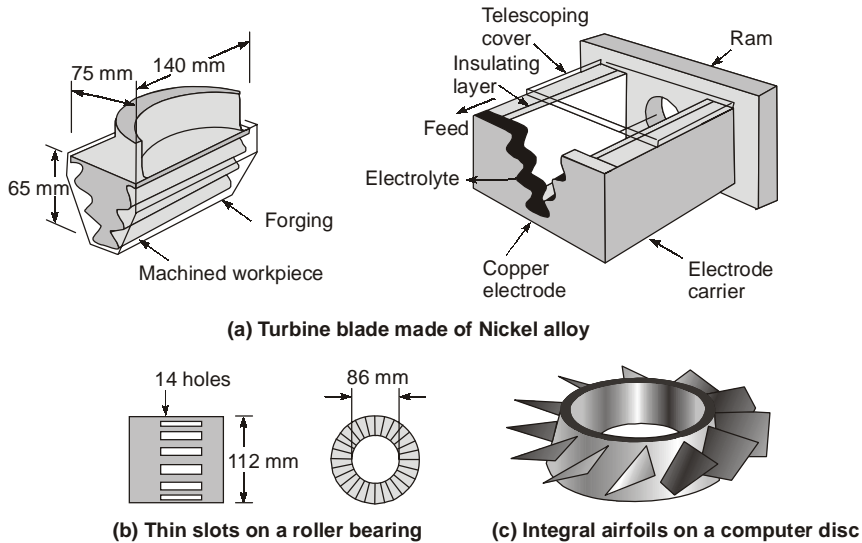 75 mm
140 mm
65 mm
Forging
Machined workpiece
Telescoping
cover
Insulating
layer
Feed
Electrolyte
Ram
Copper
electrode
Electrode
carrier
(a) Turbine blade made of Nickel alloy
14 holes
112 mm
86 mm
(b) Thin slots on a roller bearing
(c) Integral airfoils on a computer disc